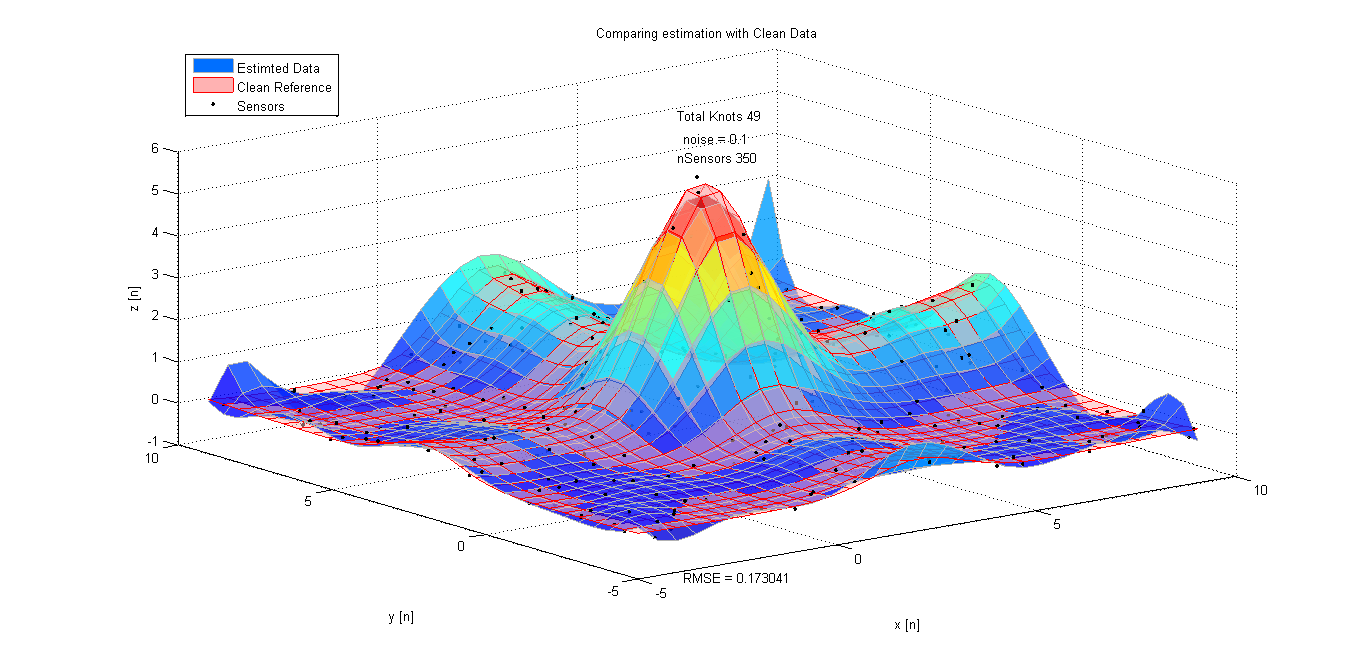 Comparing estimation with Clean Data
Estimted Data
Clean Reference
Sensors
Total Knots 49
noise = 0.1
nSensors 350
6
5
4
3
2
1
0
-1
z [n]
10
5
0
-5
y [n]
-5
0
5
10
x [n]
RMSE = 0.173041